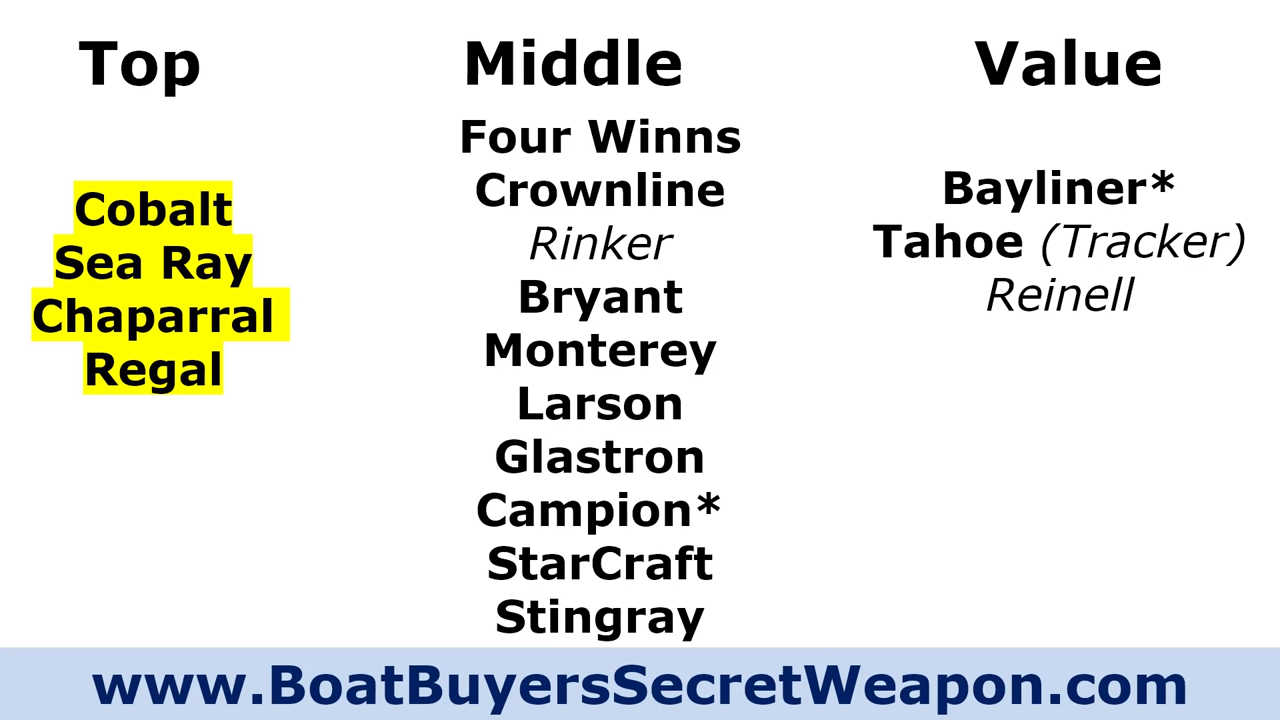 Top
Cobalt
Sea Ray
Chaparral
Regal
Middle
Four Winns
Crownline
Rinker
Bryant
Monterey
Larson
Glastron
Campion*
StarCraft
Stingray
Value
Bayliner*
Tahoe (Tracker)
Reinell
www.BoatBuyersSecretWeapon.com